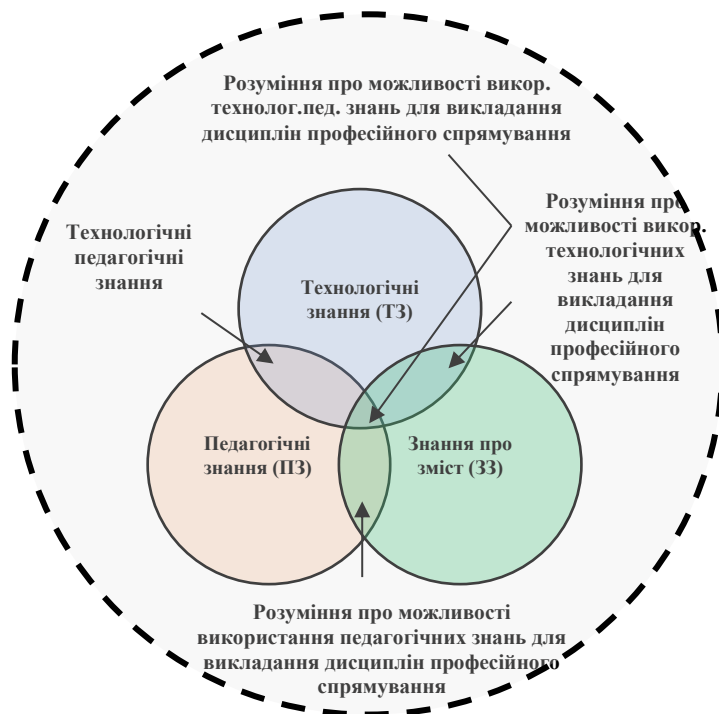 Розуміння про можливості викор.
технолог.пед. знань для викладання
дисциплін професійного спрямування
Технологічні
педагогічні
знання
Розуміння про
можливості викор.
технологічних
знань для
викладання
дисциплін
професійного
спрямування
Технологічні
знання (ТЗ)
Педагогічні
знання (ПЗ)
Знання про
зміст (ЗЗ)
Розуміння про можливості
використання педагогічних знань для
викладання дисциплін професійного
спрямування